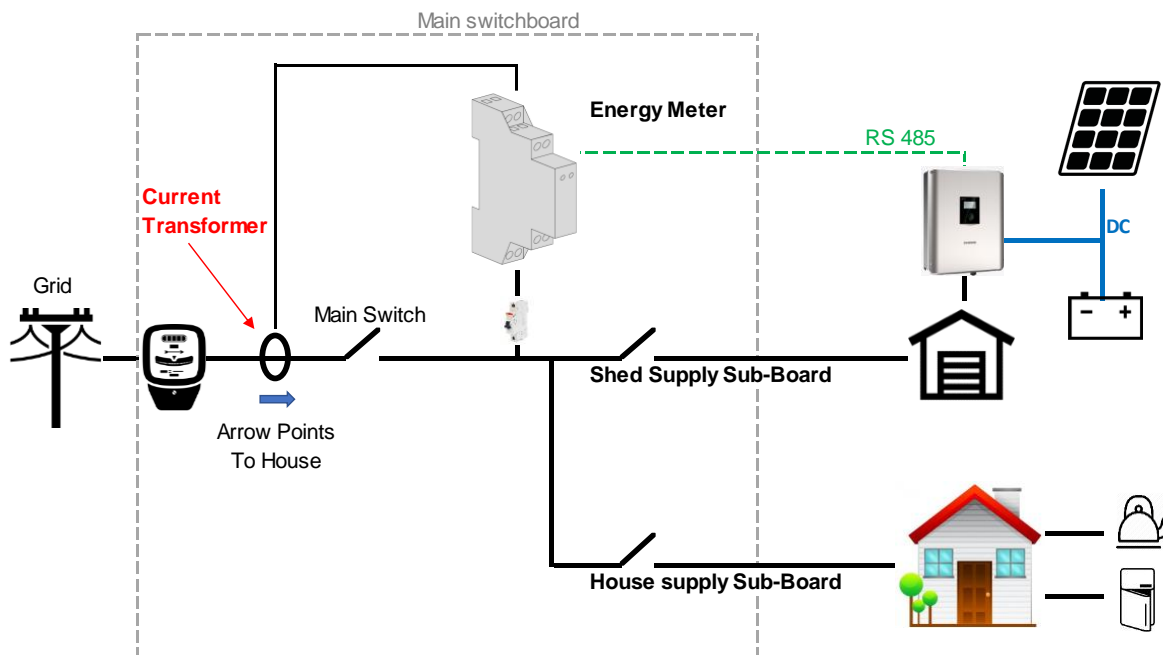 Main switchboard
Energy Meter
RS 485
Current
Transformer
DC
Grid
Main Switch
Shed Supply Sub-Board
Arrow Points
To House
House supply Sub-Board